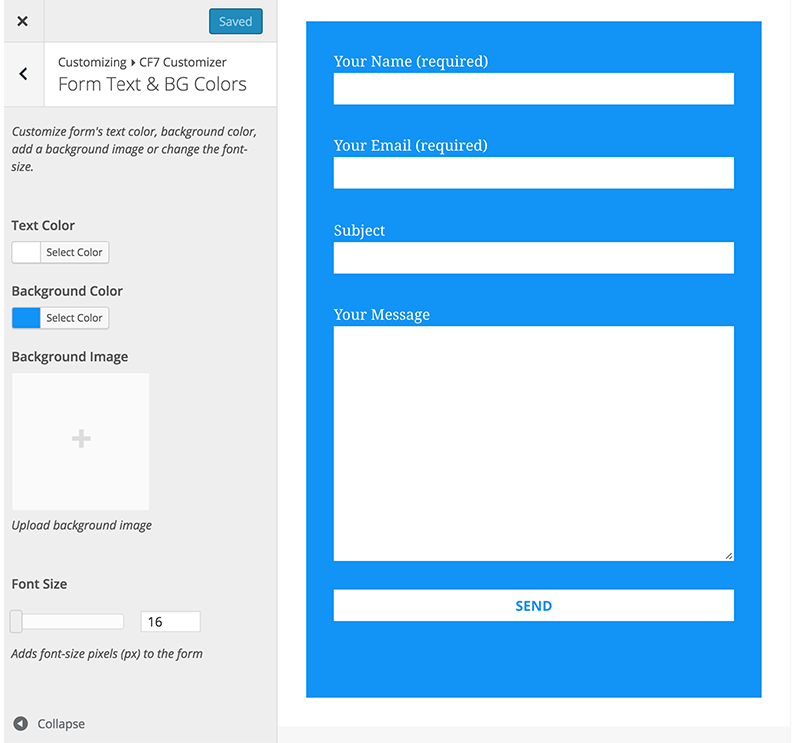 Saved
Customizing ▸ CF7 Customizer
Form Text & BG Colors
Customize form's text color, background color,
add a background image or change the font-
size.
Text Color
Select Color
Background Color
Select Color
Background Image
Upload background image
Font Size
16
Adds font-size pixels (px) to the form
Collapse
Your Name (required)
Your Email (required)
Subject
Your Message
SEND